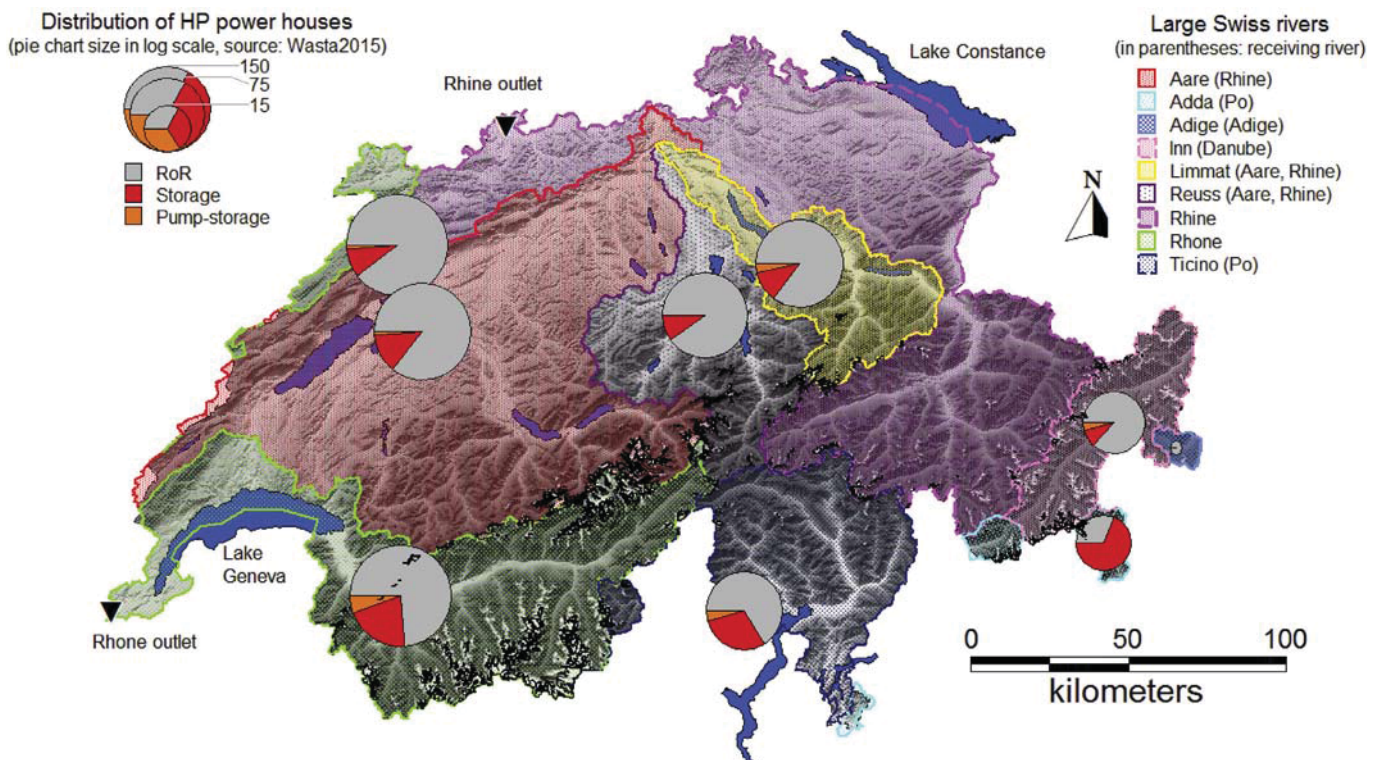 Distribution of HP power houses
(pie chart size in log scale, source: Wasta2015)
150
75
15
RoR
Storage
Pump-storage
Rhine outlet
Lake Constance
Large Swiss rivers
(in parentheses: receiving river)
Aare (Rhine)
Adda (Po)
Adige (Adige)
Inn (Danube)
Limmat (Aare, Rhine)
Reuss (Aare, Rhine)
Rhine
Rhone
Ticino (Po)
N
Lake
Geneva
Rhone outlet
0 50 100
kilometers